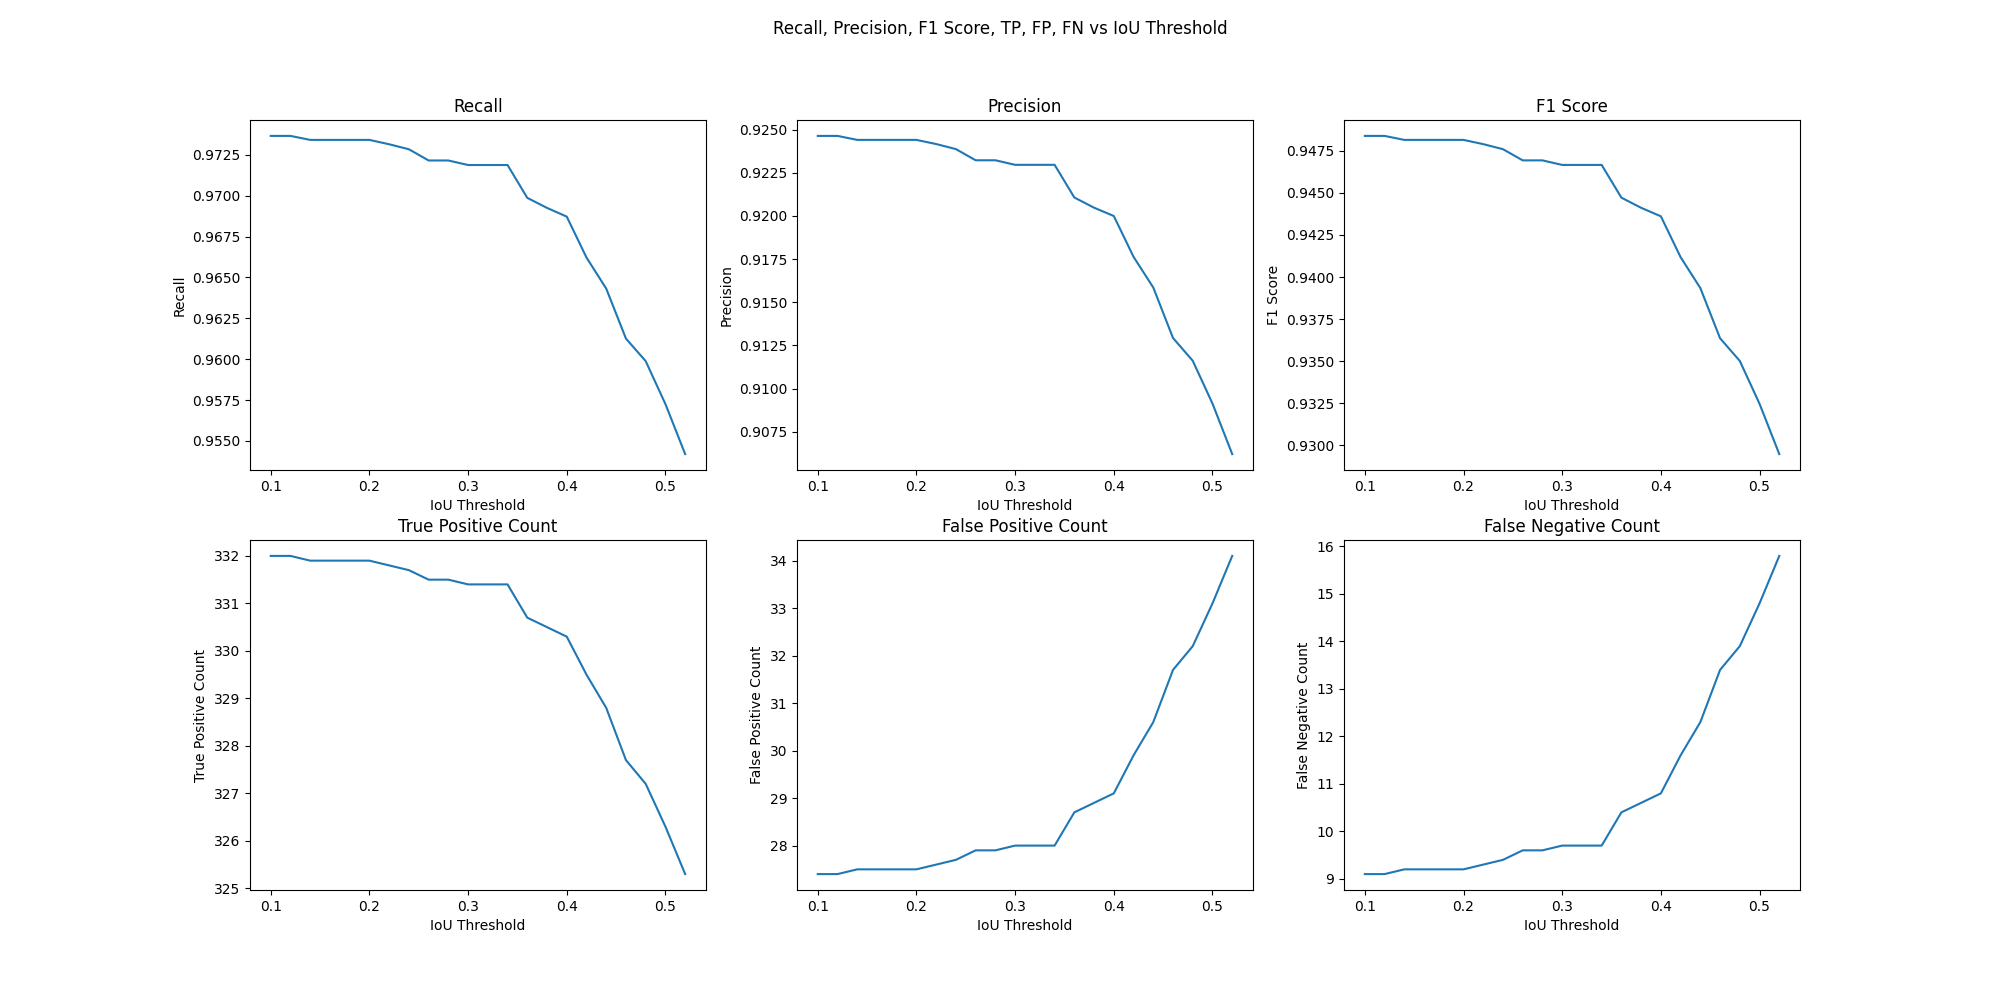 Recall, Precision, F1 Score, TP, FP, FN vs IoU Threshold
Recall
Recall
0.9725
0.9700
0.9675
0.9650
0.9625
0.9600
0.9575
0.9550
0.1 0.2 0.3 0.4 0.5
IoU Threshold
Precision
Precision
0.9250
0.9225
0.9200
0.9175
0.9150
0.9125
0.9100
0.9075
0.1 0.2 0.3 0.4 0.5
IoU Threshold
F1 Score
F1 Score
0.9475
0.9450
0.9425
0.9400
0.9375
0.9350
0.9325
0.9300
0.1 0.2 0.3 0.4 0.5
IoU Threshold
True Positive Count
True Positive Count
332
331
330
329
328
327
326
325
0.1 0.2 0.3 0.4 0.5
IoU Threshold
False Positive Count
False Positive Count
34
33
32
31
30
29
28
0.1 0.2 0.3 0.4 0.5
IoU Threshold
False Negative Count
False Negative Count
16
15
14
13
12
11
10
9
0.1 0.2 0.3 0.4 0.5
IoU Threshold